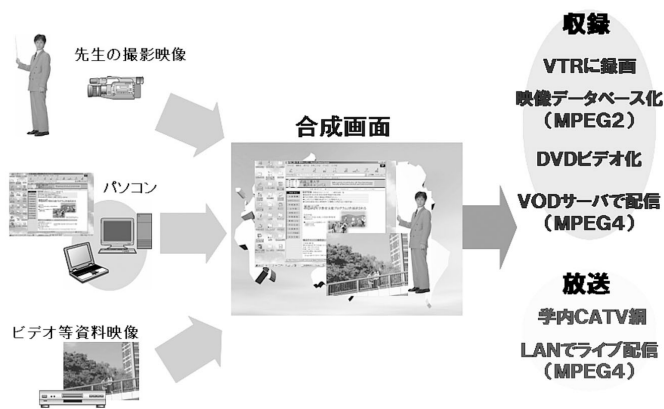 先生の撮影映像
パソコン
ビデオ等資料映像
合成画面
収録
VTRに録画
映像データベース化
(MPEG2)
DVDビデオ化
VODサーバで配信
(MPEG4)
放送
学内CATV網
LANでライブ配信
(MPEG4)